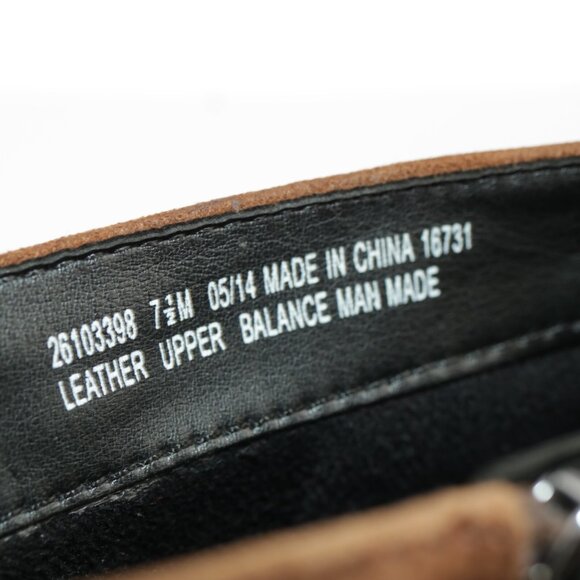 26103398 7½M 05/14 MADE IN CHINA 16731
LEATHER UPPER BALANCE MAN MADE